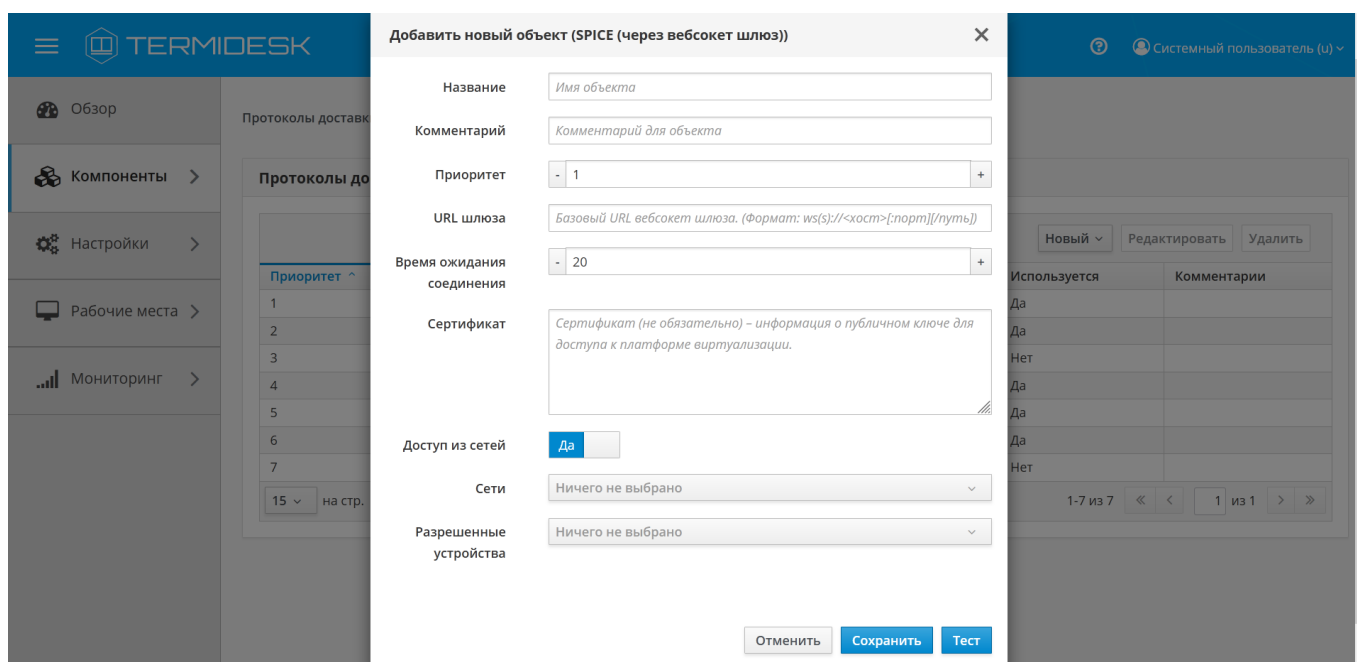 TERMIDESK
Добавить новый объект (SPICE (через вебсокет шлюз))
Системный пользователь (u)
Обзор
Компоненты
Настройки
Рабочие места
Мониторинг
Протоколы доставк
Протоколы до
Новый
Редактировать
Удалить
Приоритет
Используется
Комментарии
1
Да
2
Да
3
Нет
4
Да
5
Да
6
Да
7
Нет
15
на стр.
1-7 из 7
1 из 1
Название
Имя объекта
Комментарий
Комментарий для объекта
Приоритет
- 1 +
URL шлюза
Базовый URL вебсокет шлюза. (Формат: ws(s)://<хост>[:порт][/путь])
Время ожидания
соединения
- 20 +
Сертификат
Сертификат (не обязательно) – информация о публичном ключе для
доступа к платформе виртуализации.
Доступ из сетей
Да
Сети
Ничего не выбрано
Разрешенные
устройства
Ничего не выбрано
Отменить
Сохранить
Тест